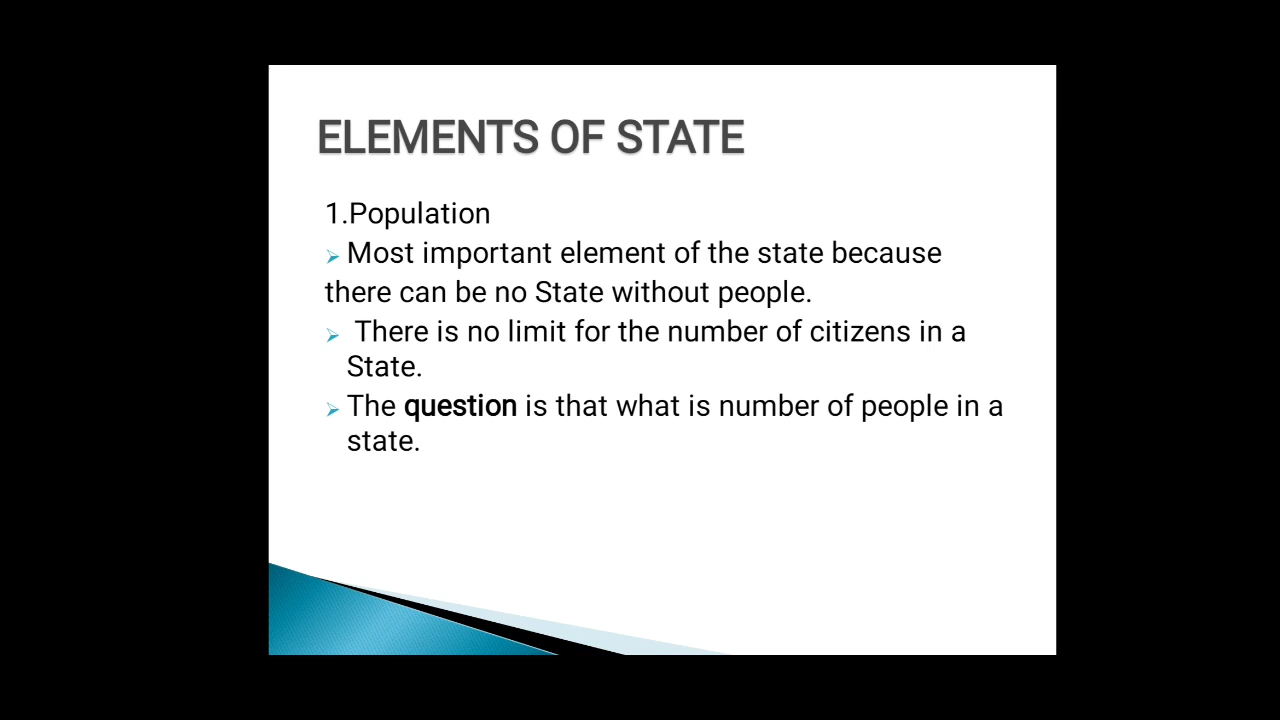 ELEMENTS OF STATE
1.Population
➢ Most important element of the state because
there can be no State without people.
➢ There is no limit for the number of citizens in a
State.
➢ The question is that what is number of people in a
state.